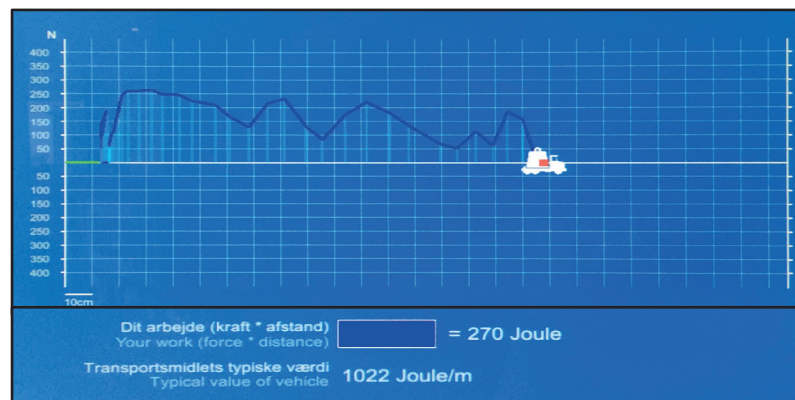 N
400
350
300
250
200
150
100
50
50
100
150
200
250
300
350
400
10cm
Dit arbejde (kraft * afstand)
Your work (force * distance)
= 270 Joule
Transportsmidlets typiske værdi
Typical value of vehicle
1022 Joule/m